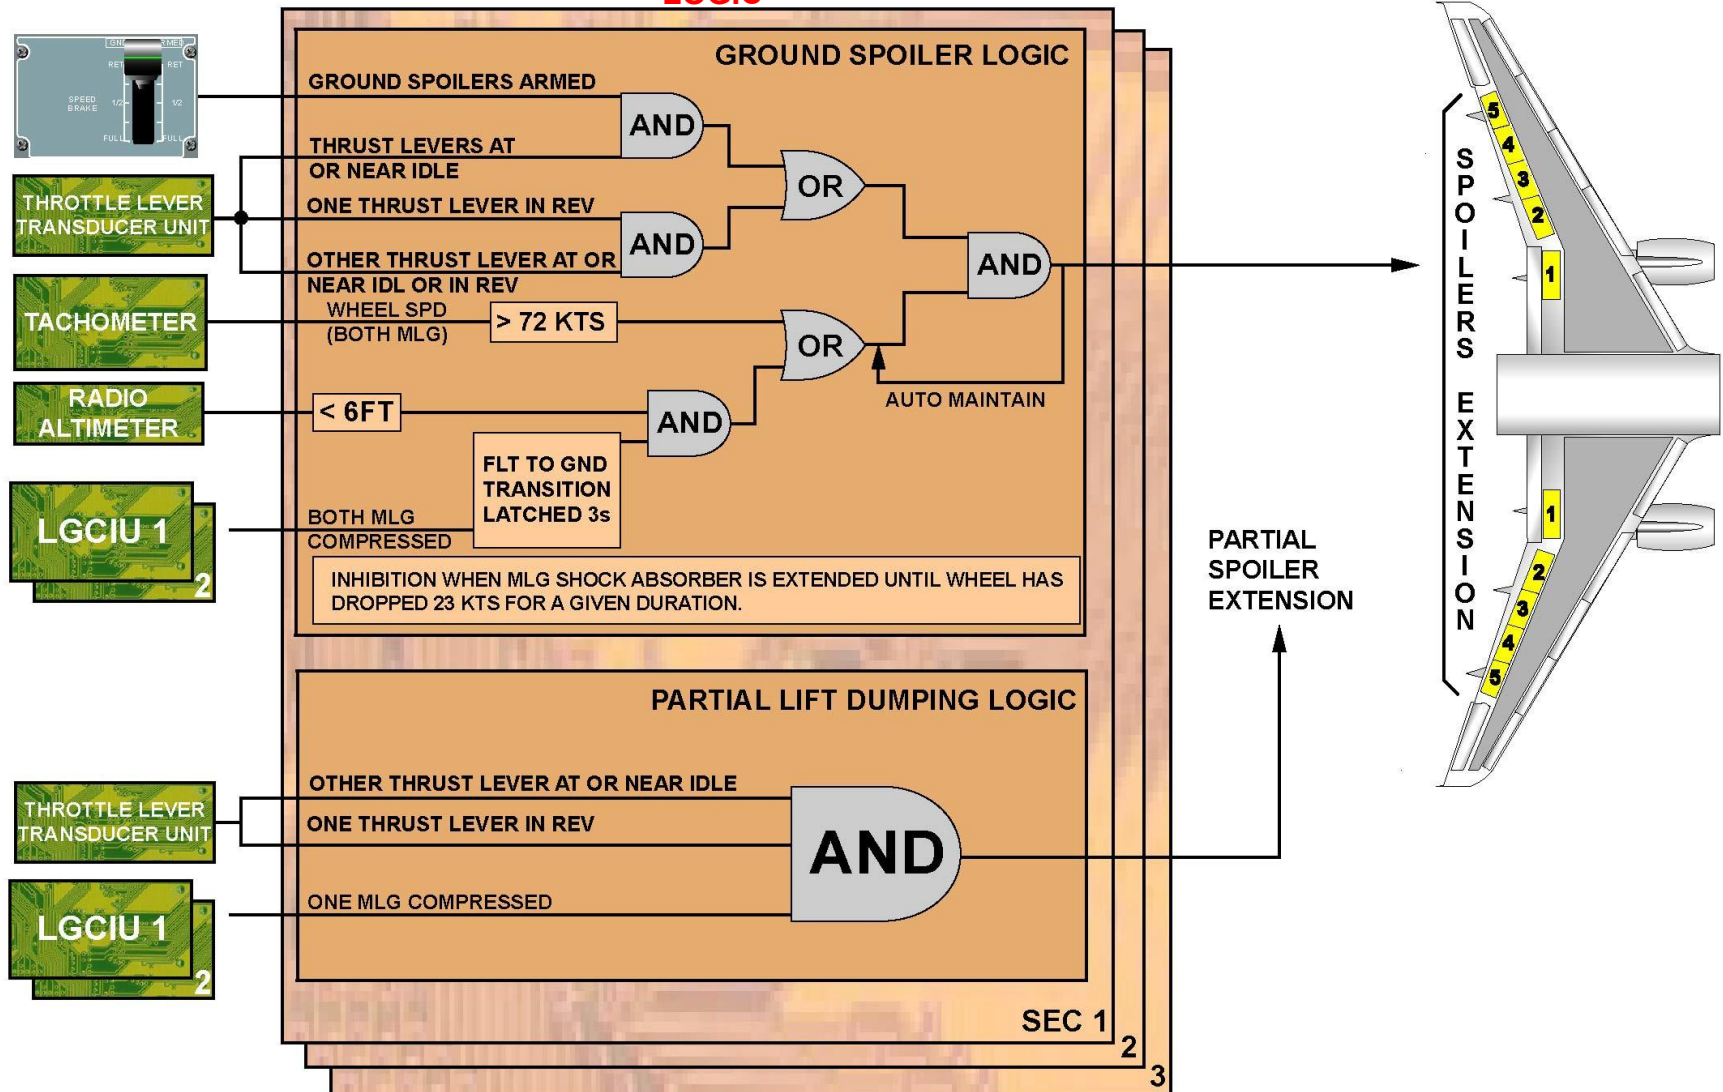 LOGIC
GROUND SPOILER LOGIC
RET
RET
SPEED
BRAKE
1/2
1/2
FULL
FULL
GROUND SPOILERS ARMED
AND
THRUST LEVERS AT
OR NEAR IDLE
OR
THROTTLE LEVER
TRANSDUCER UNIT
ONE THRUST LEVER IN REV
AND
OTHER THRUST LEVER AT OR
NEAR IDL OR IN REV
AND
TACHOMETER
WHEEL SPD
(BOTH MLG)
> 72 KTS
OR
AUTO MAINTAIN
RADIO
ALTIMETER
< 6FT
AND
FLT TO GND
TRANSITION
LATCHED 3s
LGCIU 1
2
BOTH MLG
COMPRESSED
INHIBITION WHEN MLG SHOCK ABSORBER IS EXTENDED UNTIL WHEEL HAS
DROPPED 23 KTS FOR A GIVEN DURATION.
PARTIAL
SPOILER
EXTENSION
PARTIAL LIFT DUMPING LOGIC
THROTTLE LEVER
TRANSDUCER UNIT
OTHER THRUST LEVER AT OR NEAR IDLE
ONE THRUST LEVER IN REV
AND
LGCIU 1
2
ONE MLG COMPRESSED
SEC 1
2
3
SPOILERS EXTENSION
5
4
3
2
1
1
2
3
4
5